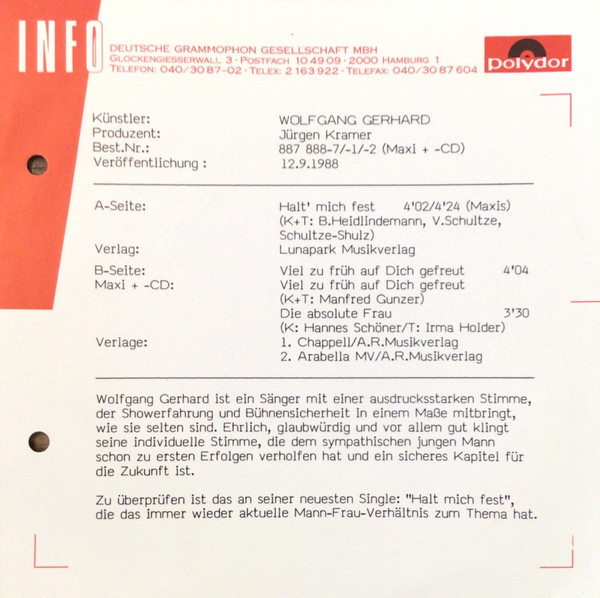 INFO
DEUTSCHE GRAMMOPHON GESELLSCHAFT MBH
GLOCKENGIESSERWALL 3 · POSTFACH 10 49 09 · 2000 HAMBURG 1
TELEFON: 040/30 87-02 · TELEX: 2 163 922 · TELEFAX: 040/30 87 604
polydor
Künstler: WOLFGANG GERHARD
Produzent: Jürgen Kramer
Best.Nr.: 887 888-7/-1/-2 (Maxi + -CD)
Veröffentlichung : 12.9.1988
A-Seite: Halt' mich fest 4'02/4'24 (Maxis)
(K+T: B.Heidlindemann, V.Schultze,
Schultze-Shulz)
Verlag: Lunapark Musikverlag
B-Seite: Viel zu früh auf Dich gefreut 4'04
Maxi + -CD: Viel zu früh auf Dich gefreut
(K+T: Manfred Gunzer)
Die absolute Frau 3'30
(K: Hannes Schöner/T: Irma Holder)
Verlage: 1. Chappell/A.R.Musikverlag
2. Arabella MV/A.R.Musikverlag
Wolfgang Gerhard ist ein Sänger mit einer ausdrucksstarken Stimme,
der Showerfahrung und Bühnensicherheit in einem Maße mitbringt,
wie sie selten sind. Ehrlich, glaubwürdig und vor allem gut klingt
seine individuelle Stimme, die dem sympathischen jungen Mann
schon zu ersten Erfolgen verholfen hat und ein sicheres Kapitel für
die Zukunft ist.
Zu überprüfen ist das an seiner neuesten Single: "Halt mich fest",
die das immer wieder aktuelle Mann-Frau-Verhältnis zum Thema hat.